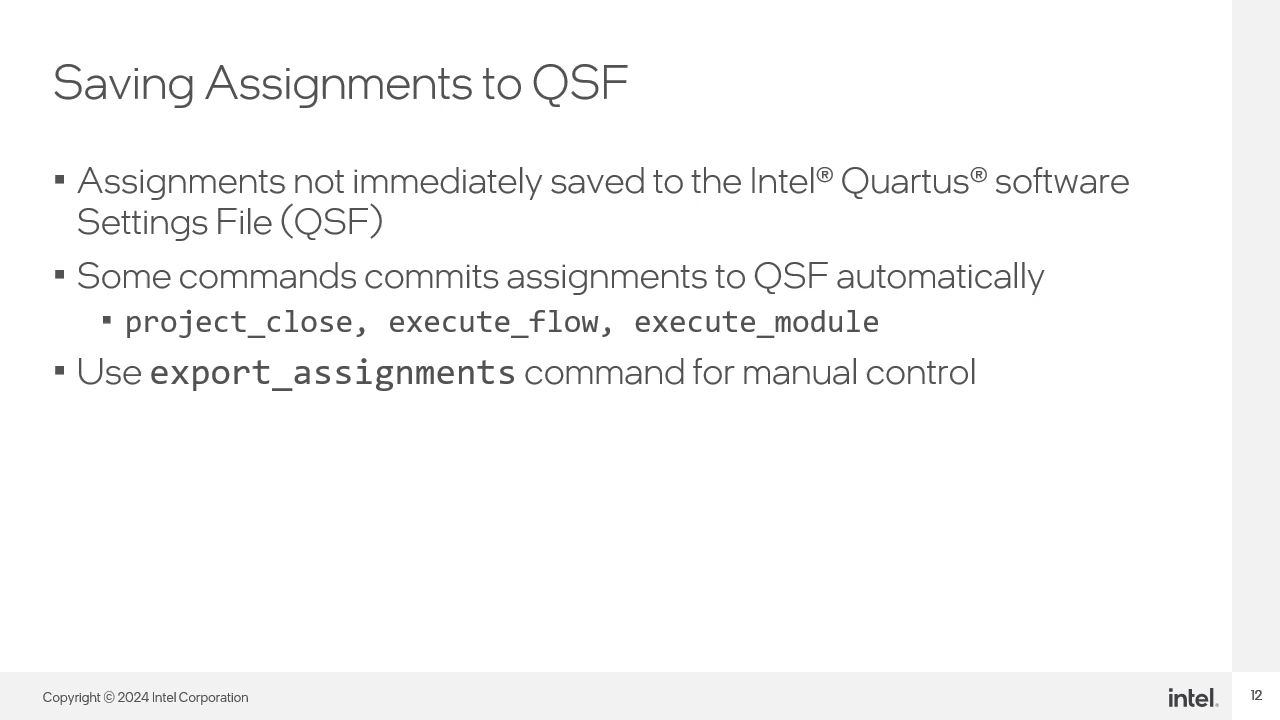 Saving Assignments to QSF
▪ Assignments not immediately saved to the Intel® Quartus® software
Settings File (QSF)
▪ Some commands commits assignments to QSF automatically
▪ project_close, execute_flow, execute_module
▪ Use export_assignments command for manual control
Copyright © 2024 Intel Corporation
intel.
12